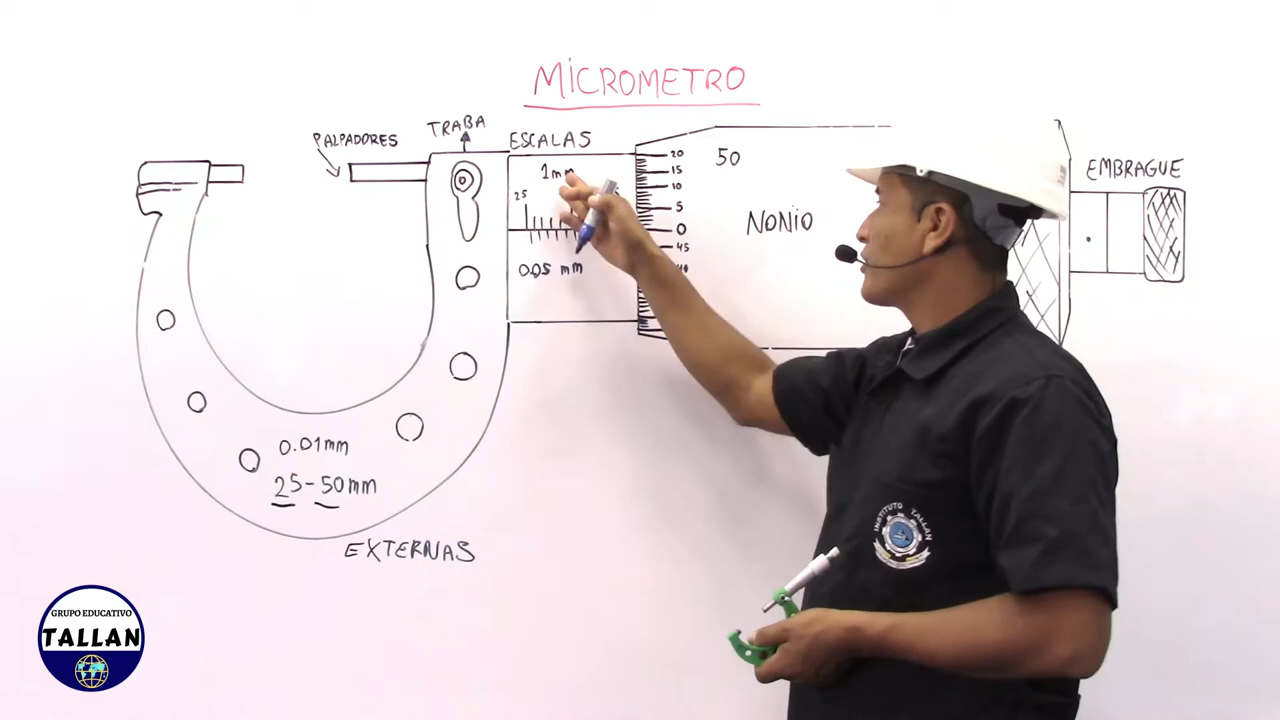 MICROMETRO
PALPADORES
TRABA
ESCALAS
EMBRAGUE
1mm
25
20
15
10
5
0
45
50
NONIO
0.05 mm
0.01mm
25-50mm
EXTERNAS
INSTITUTO TALLAN
GRUPO EDUCATIVO
TALLAN